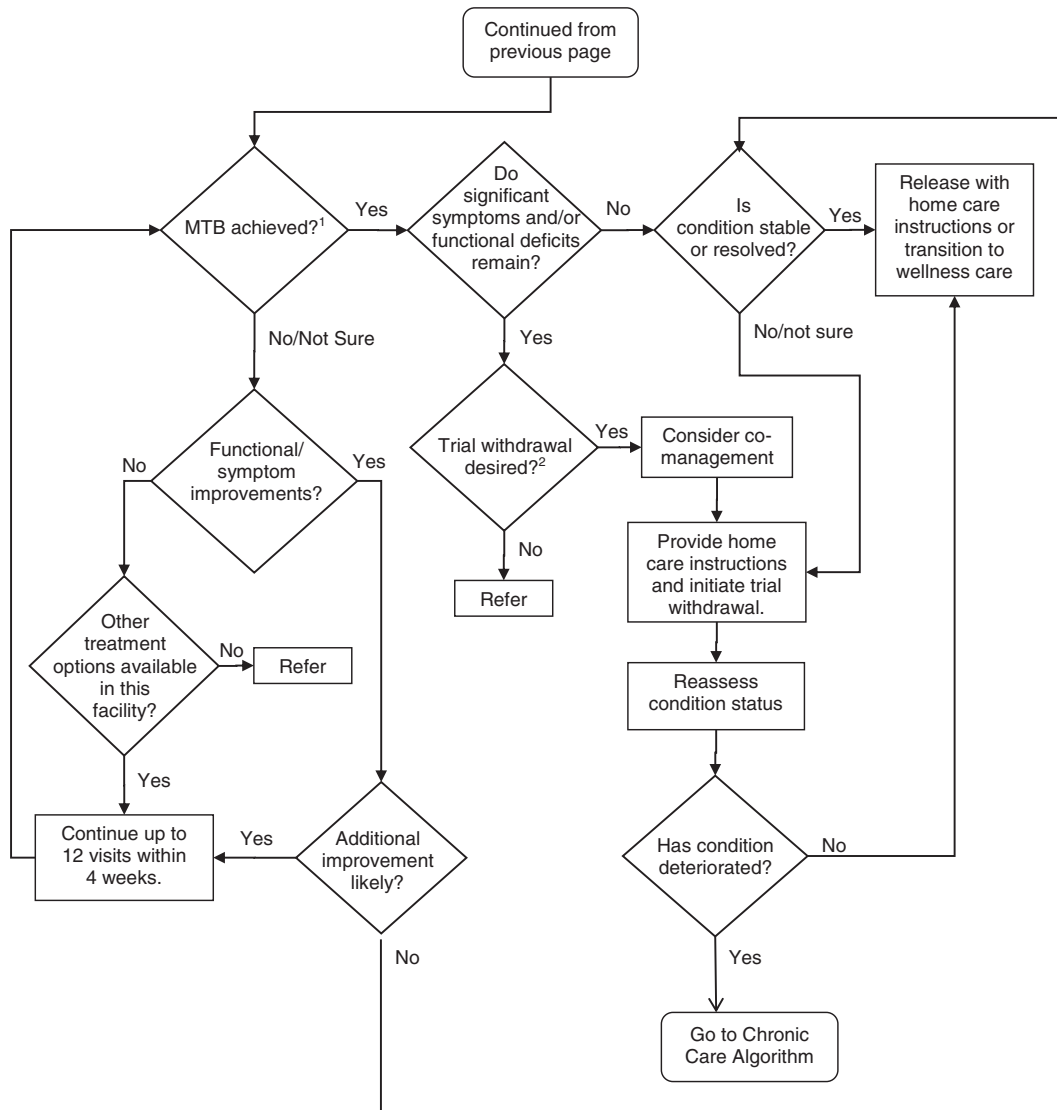 Continued from
previous page
MTB achieved?1
Yes
Do
significant
symptoms and/or
functional deficits
remain?
No
Is
condition stable
or resolved?
Yes
Release with
home care
instructions or
transition to
wellness care
No/Not Sure
Yes
No/not sure
Functional/
symptom
improvements?
No
Yes
Trial withdrawal
desired?2
Yes
Consider co-
management
No
Refer
Provide home
care instructions
and initiate trial
withdrawal.
Other
treatment
options available
in this
facility?
No
Refer
Reassess
condition status
Yes
Continue up to
12 visits within
4 weeks.
Yes
Additional
improvement
likely?
No
Has condition
deteriorated?
No
Yes
Go to Chronic
Care Algorithm